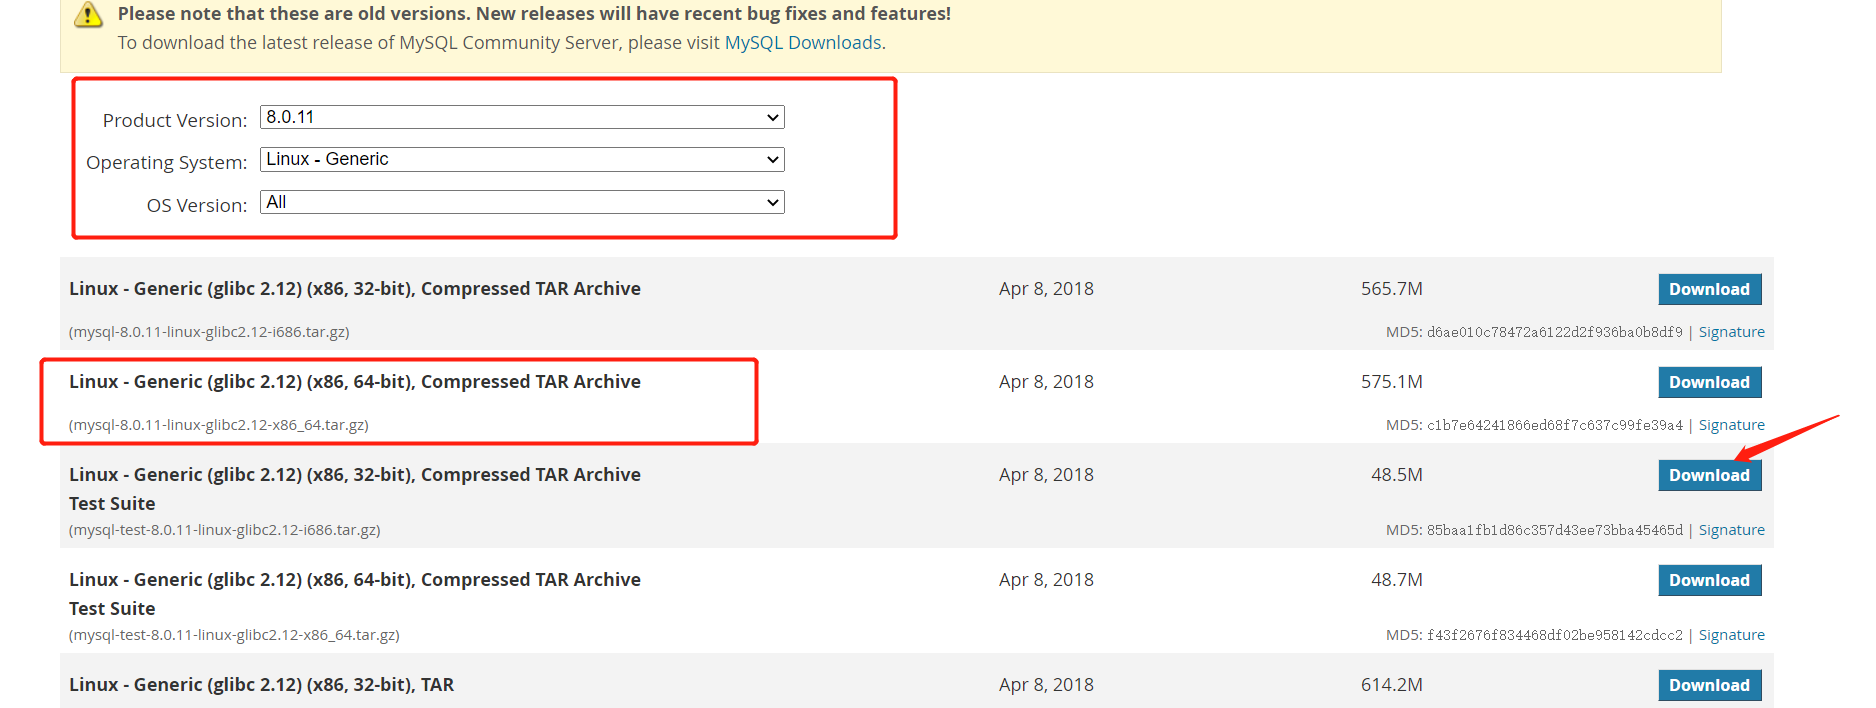 Please note that these are old versions. New releases will have recent bug fixes and features!
To download the latest release of MySQL Community Server, please visit MySQL Downloads.
Product Version: 8.0.11
Operating System: Linux - Generic
OS Version: All
Linux - Generic (glibc 2.12) (x86, 32-bit), Compressed TAR Archive Apr 8, 2018 565.7M Download
(mysql-8.0.11-linux-glibc2.12-i686.tar.gz) MD5: d6ae010c78472a6122d2f936ba0b8df9 | Signature
Linux - Generic (glibc 2.12) (x86, 64-bit), Compressed TAR Archive Apr 8, 2018 575.1M Download
(mysql-8.0.11-linux-glibc2.12-x86_64.tar.gz) MD5: c1b7e64241866ed68f7c637c99fe39a4 | Signature
Linux - Generic (glibc 2.12) (x86, 32-bit), Compressed TAR Archive Apr 8, 2018 48.5M Download
Test Suite
(mysql-test-8.0.11-linux-glibc2.12-i686.tar.gz) MD5: 85baa1fb1d86c357d43ee73bba45465d | Signature
Linux - Generic (glibc 2.12) (x86, 64-bit), Compressed TAR Archive Apr 8, 2018 48.7M Download
Test Suite
(mysql-test-8.0.11-linux-glibc2.12-x86_64.tar.gz) MD5: f43f2676f834468df02be958142cdcc2 | Signature
Linux - Generic (glibc 2.12) (x86, 32-bit), TAR Apr 8, 2018 614.2M Download